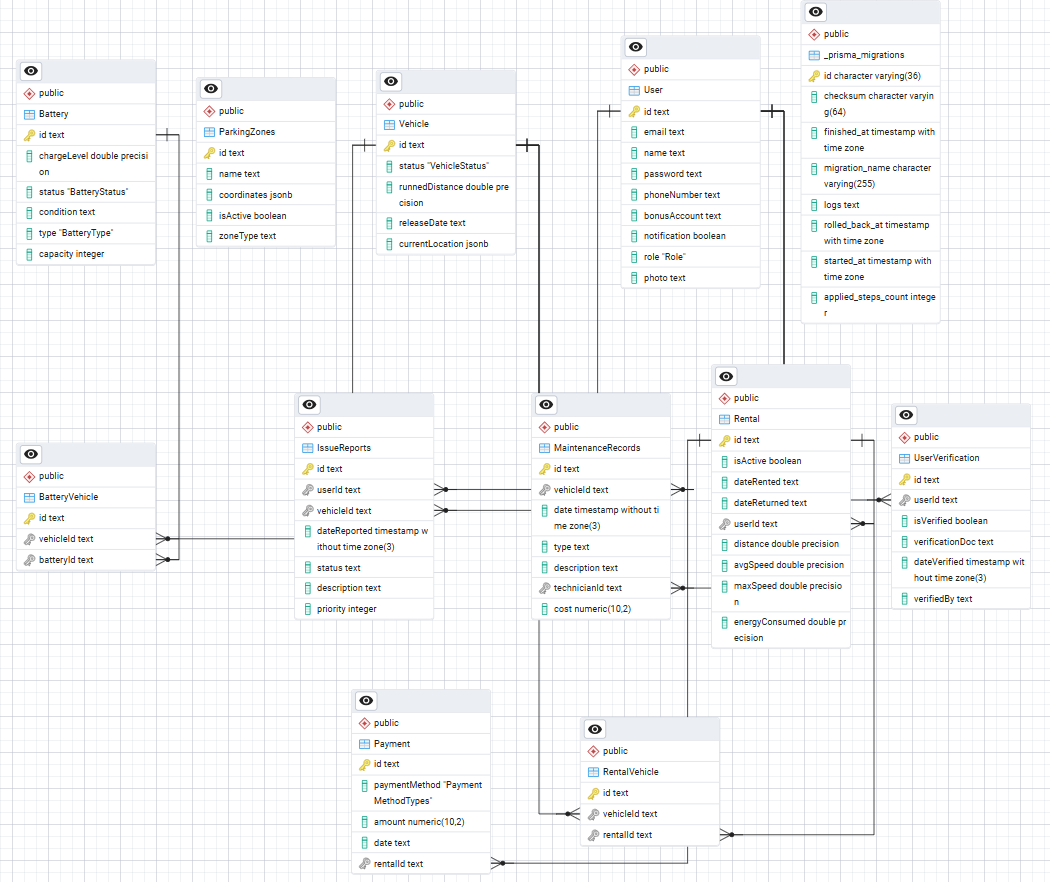 public
Battery
id text
chargeLevel double precisi
on
status "BatteryStatus"
condition text
type "BatteryType"
capacity integer
public
ParkingZones
id text
name text
coordinates jsonb
isActive boolean
zoneType text
public
Vehicle
id text
status "VehicleStatus"
runnedDistance double pre
cision
releaseDate text
currentLocation jsonb
public
User
id text
email text
name text
password text
phoneNumber text
bonusAccount text
notification boolean
role "Role"
photo text
public
_prisma_migrations
id character varying(36)
checksum character varyin
g(64)
finished_at timestamp with
time zone
migration_name character
varying(255)
logs text
rolled_back_at timestamp
with time zone
started_at timestamp with
time zone
applied_steps_count intege
r
public
BatteryVehicle
id text
vehicleId text
batteryId text
public
IssueReports
id text
userId text
vehicleId text
dateReported timestamp w
ithout time zone(3)
status text
description text
priority integer
public
MaintenanceRecords
id text
vehicleId text
date timestamp without ti
me zone(3)
type text
description text
technicianId text
cost numeric(10,2)
public
Rental
id text
isActive boolean
dateRented text
dateReturned text
userId text
distance double precision
avgSpeed double precision
maxSpeed double precisio
n
energyConsumed double pr
ecision
public
UserVerification
id text
userId text
isVerified boolean
verificationDoc text
dateVerified timestamp wit
hout time zone(3)
verifiedBy text
public
Payment
id text
paymentMethod "Payment
MethodTypes"
amount numeric(10,2)
date text
rentalId text
public
RentalVehicle
id text
vehicleId text
rentalId text